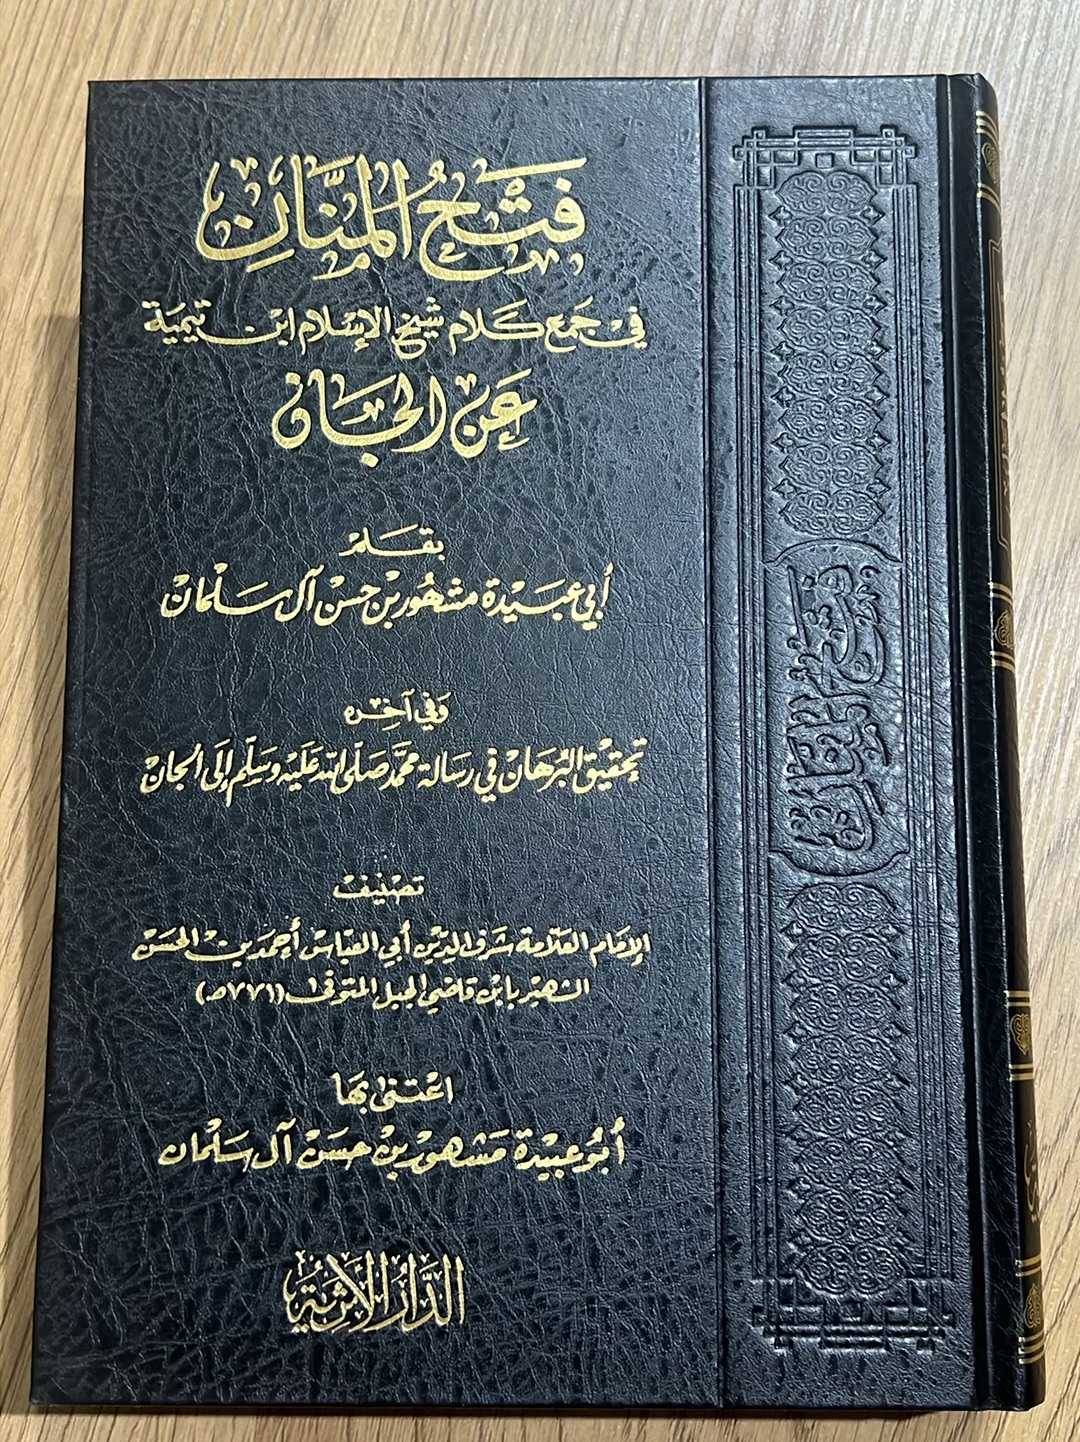 فتح المنان
في جمع كلام شيخ الإسلام ابن تيمية
عن الجان
بقلم
أبي عبيدة مشهور بن حسن آل سلمان
وفي آخره
تحقيق البرهان في رسالة محمد صلى الله عليه وسلم إلى الجان
تصنيف
الإمام العلامة شرف الدين أبي العباس أحمد بن الحسن
الشهير بابن قاضي الجبل المتوفى (٧٧١هـ)
اعتنى بها
أبو عبيدة مشهور بن حسن آل سلمان
الدار الأثرية
فتح المنان